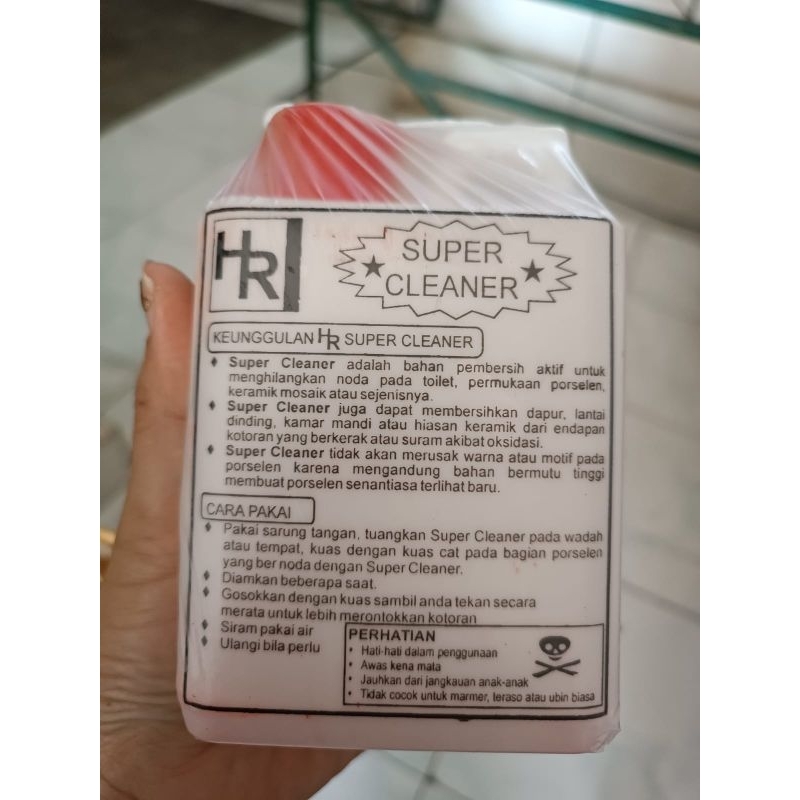 HR
SUPER
CLEANER
KEUNGGULAN HR SUPER CLEANER
♦ Super Cleaner adalah bahan pembersih aktif untuk
menghilangkan noda pada toilet, permukaan porselen,
keramik mosaik atau sejenisnya.
♦ Super Cleaner juga dapat membersihkan dapur, lantai
dinding, kamar mandi atau hiasan keramik dari endapan
kotoran yang berkerak atau suram akibat oksidasi.
♦ Super Cleaner tidak akan merusak warna atau motif pada
porselen karena mengandung bahan bermutu tinggi
membuat porselen senantiasa terlihat baru.
CARA PAKAI
♦ Pakai sarung tangan, tuangkan Super Cleaner pada wadah
atau tempat, kuas dengan kuas cat pada bagian porselen
yang ber noda dengan Super Cleaner.
♦ Diamkan beberapa saat.
♦ Gosokkan dengan kuas sambil anda tekan secara
merata untuk lebih merontokkan kotoran
♦ Siram pakai air
♦ Ulangi bila perlu
PERHATIAN
• Hati-hati dalam penggunaan
• Awas kena mata
• Jauhkan dari jangkauan anak-anak
• Tidak cocok untuk marmer, teraso atau ubin biasa